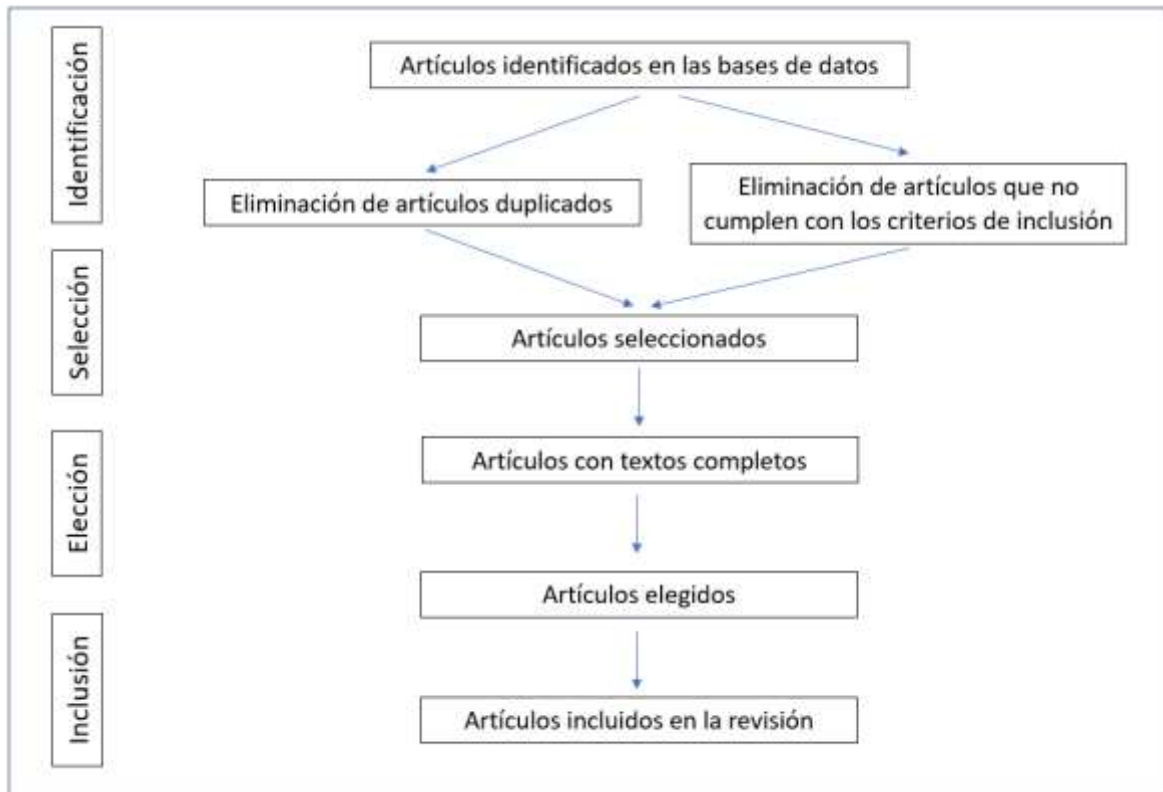 Identificación
Artículos identificados en las bases de datos
Eliminación de artículos duplicados
Eliminación de artículos que no
cumplen con los criterios de inclusión
Selección
Artículos seleccionados
Elección
Artículos con textos completos
Artículos elegidos
Inclusión
Artículos incluidos en la revisión